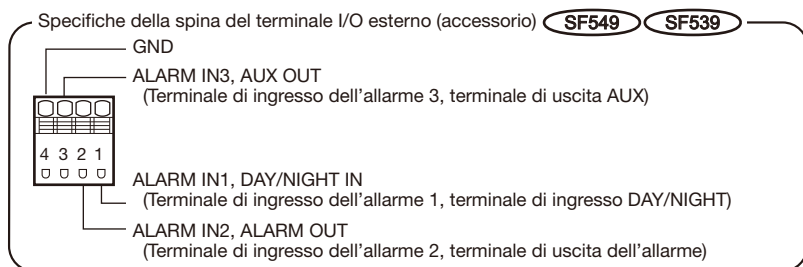 Specifiche della spina del terminale I/O esterno (accessorio) SF549 SF539
GND
ALARM IN3, AUX OUT
(Terminale di ingresso dell'allarme 3, terminale di uscita AUX)
4 3 2 1
ALARM IN1, DAY/NIGHT IN
(Terminale di ingresso dell'allarme 1, terminale di ingresso DAY/NIGHT)
ALARM IN2, ALARM OUT
(Terminale di ingresso dell'allarme 2, terminale di uscita dell'allarme)